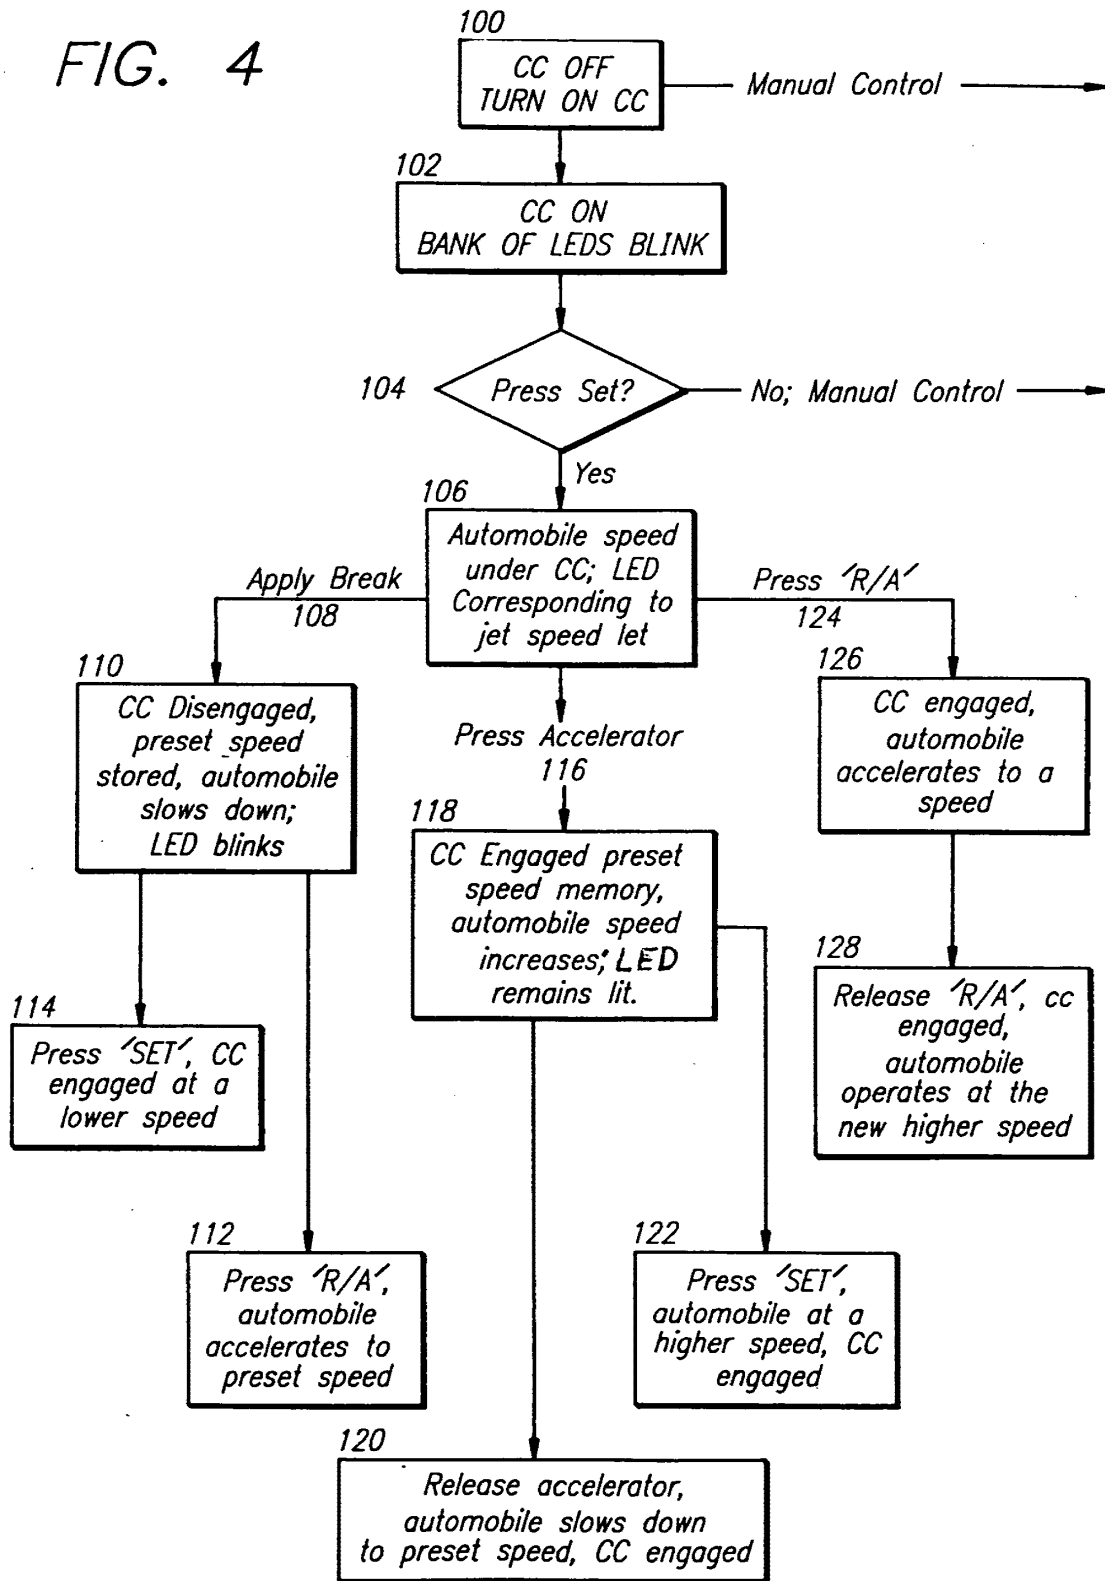 FIG. 4
100
CC OFF
TURN ON CC
Manual Control
102
CC ON
BANK OF LEDS BLINK
104
Press Set?
No; Manual Control
Yes
106
Automobile speed
under CC; LED
Corresponding to
jet speed let
Apply Break
108
Press 'R/A'
124
110
CC Disengaged,
preset speed
stored, automobile
slows down;
LED blinks
Press Accelerator
116
126
CC engaged,
automobile
accelerates to a
speed
118
CC Engaged preset
speed memory,
automobile speed
increases; LED
remains lit.
128
Release 'R/A', cc
engaged,
automobile
operates at the
new higher speed
114
Press 'SET', CC
engaged at a
lower speed
112
Press 'R/A',
automobile
accelerates to
preset speed
122
Press 'SET',
automobile at a
higher speed, CC
engaged
120
Release accelerator,
automobile slows down
to preset speed, CC engaged